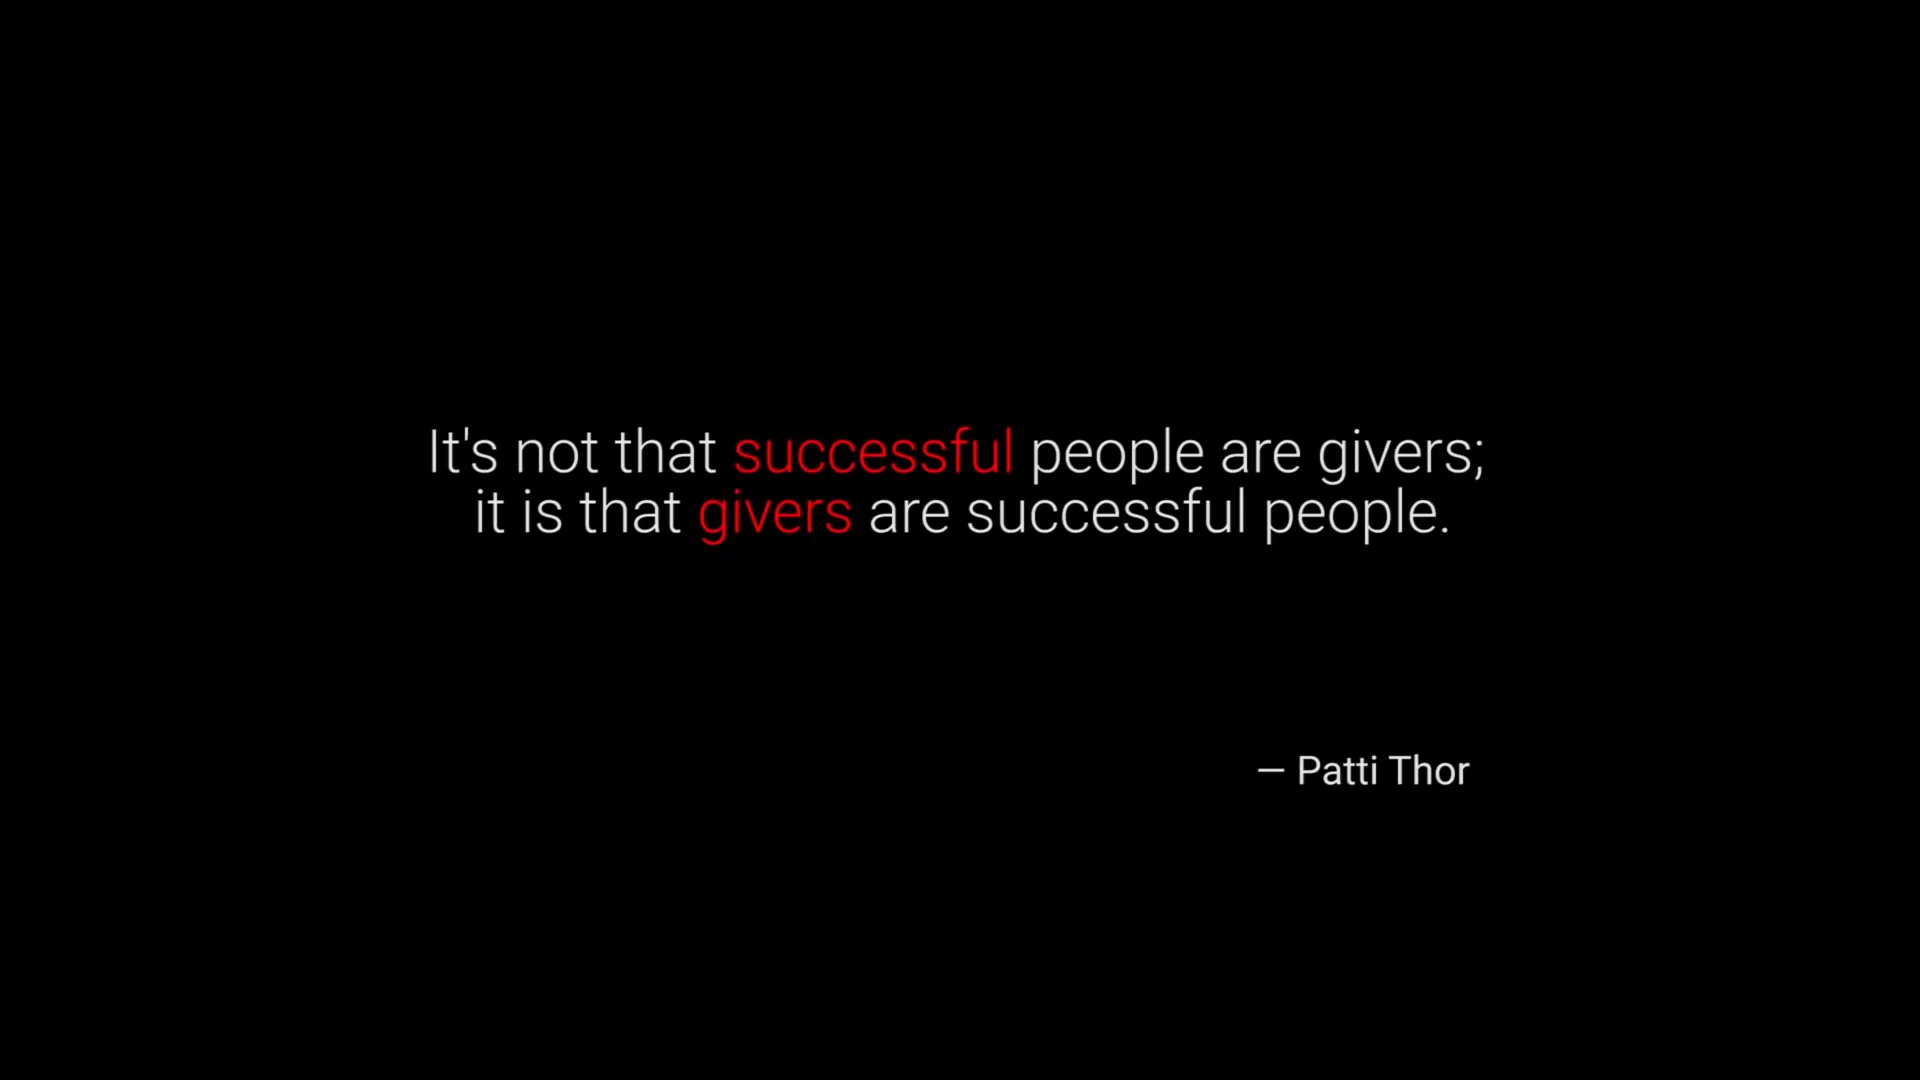 It's not that successful people are givers;
it is that givers are successful people.
— Patti Thor